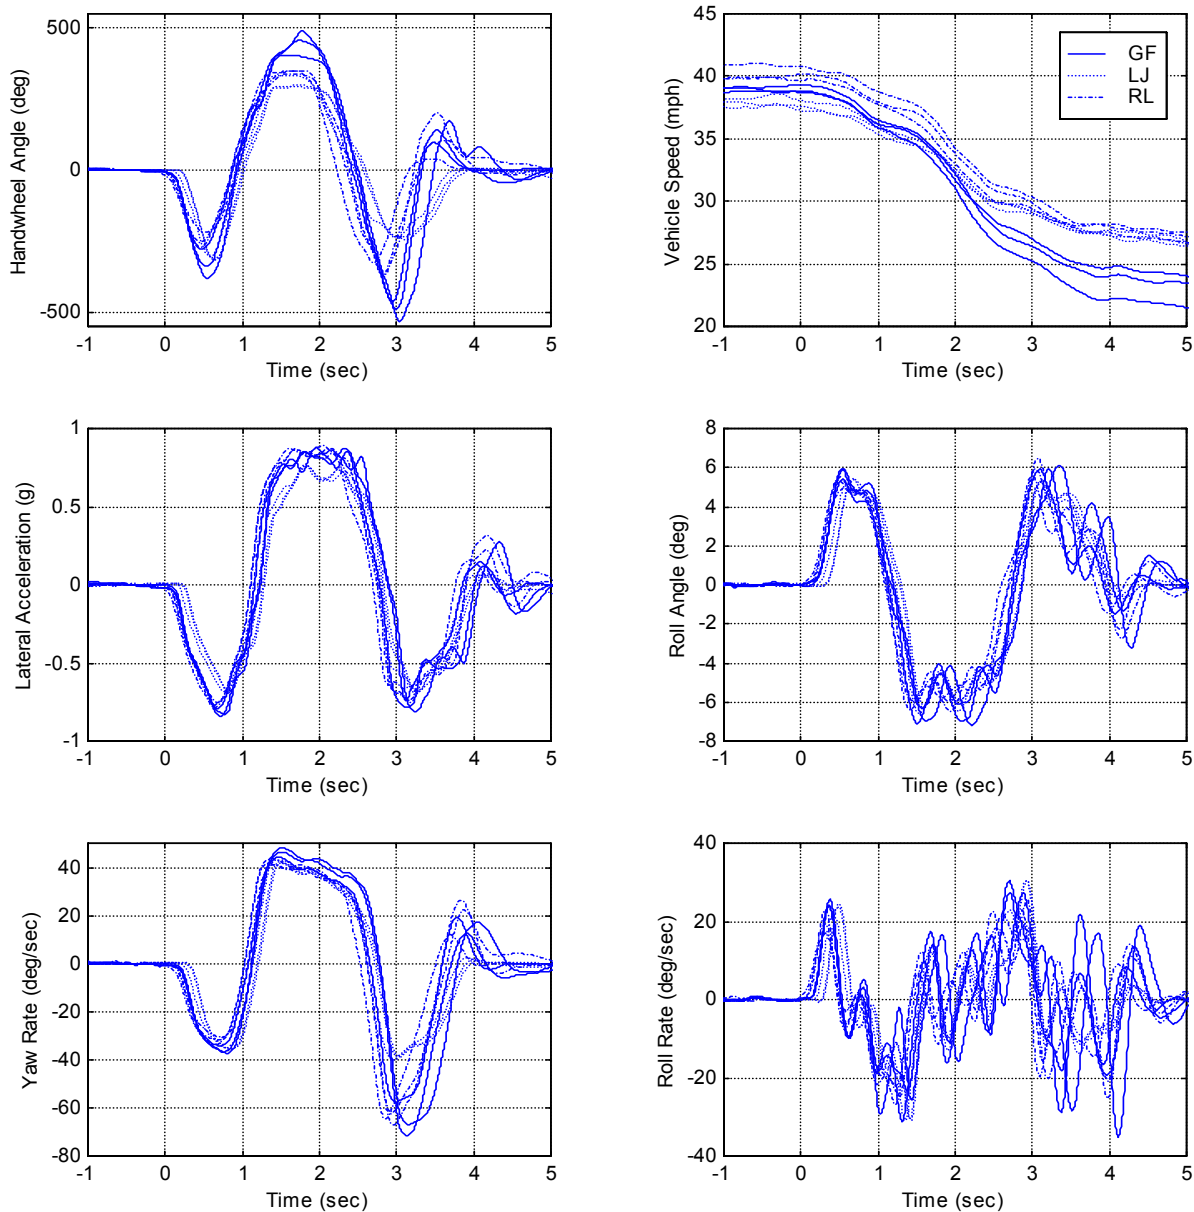 500
0
-500
-1 0 1 2 3 4 5
Time (sec)
Handwheel Angle (deg)
45
40
35
30
25
20
-1 0 1 2 3 4 5
Time (sec)
Vehicle Speed (mph)
GF
LJ
RL
1
0.5
0
-0.5
-1
-1 0 1 2 3 4 5
Time (sec)
Lateral Acceleration (g)
8
6
4
2
0
-2
-4
-6
-8
-1 0 1 2 3 4 5
Time (sec)
Roll Angle (deg)
40
20
0
-20
-40
-60
-80
-1 0 1 2 3 4 5
Time (sec)
Yaw Rate (deg/sec)
40
20
0
-20
-40
-1 0 1 2 3 4 5
Time (sec)
Roll Rate (deg/sec)